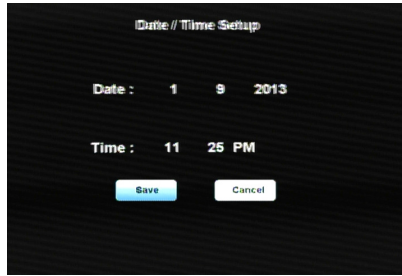 Date // Time Setup
Date : 1 9 2013
Time : 11 25 PM
Save Cancel